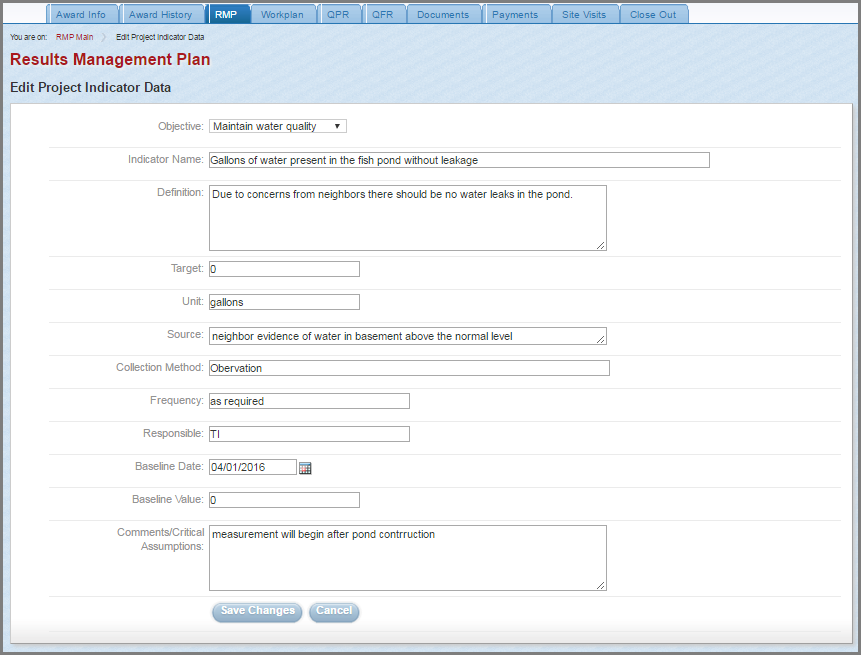 Award Info Award History RMP Workplan QPR QFR Documents Payments Site Visits Close Out
You are on: RMP Main Edit Project Indicator Data
Results Management Plan
Edit Project Indicator Data
Objective: Maintain water quality
Indicator Name: Gallons of water present in the fish pond without leakage
Definition: Due to concerns from neighbors there should be no water leaks in the pond.
Target: 0
Unit: gallons
Source: neighbor evidence of water in basement above the normal level
Collection Method: Obervation
Frequency: as required
Responsible: TI
Baseline Date: 04/01/2016
Baseline Value: 0
Comments/Critical measurement will begin after pond contrruction
Assumptions:
Save Changes Cancel